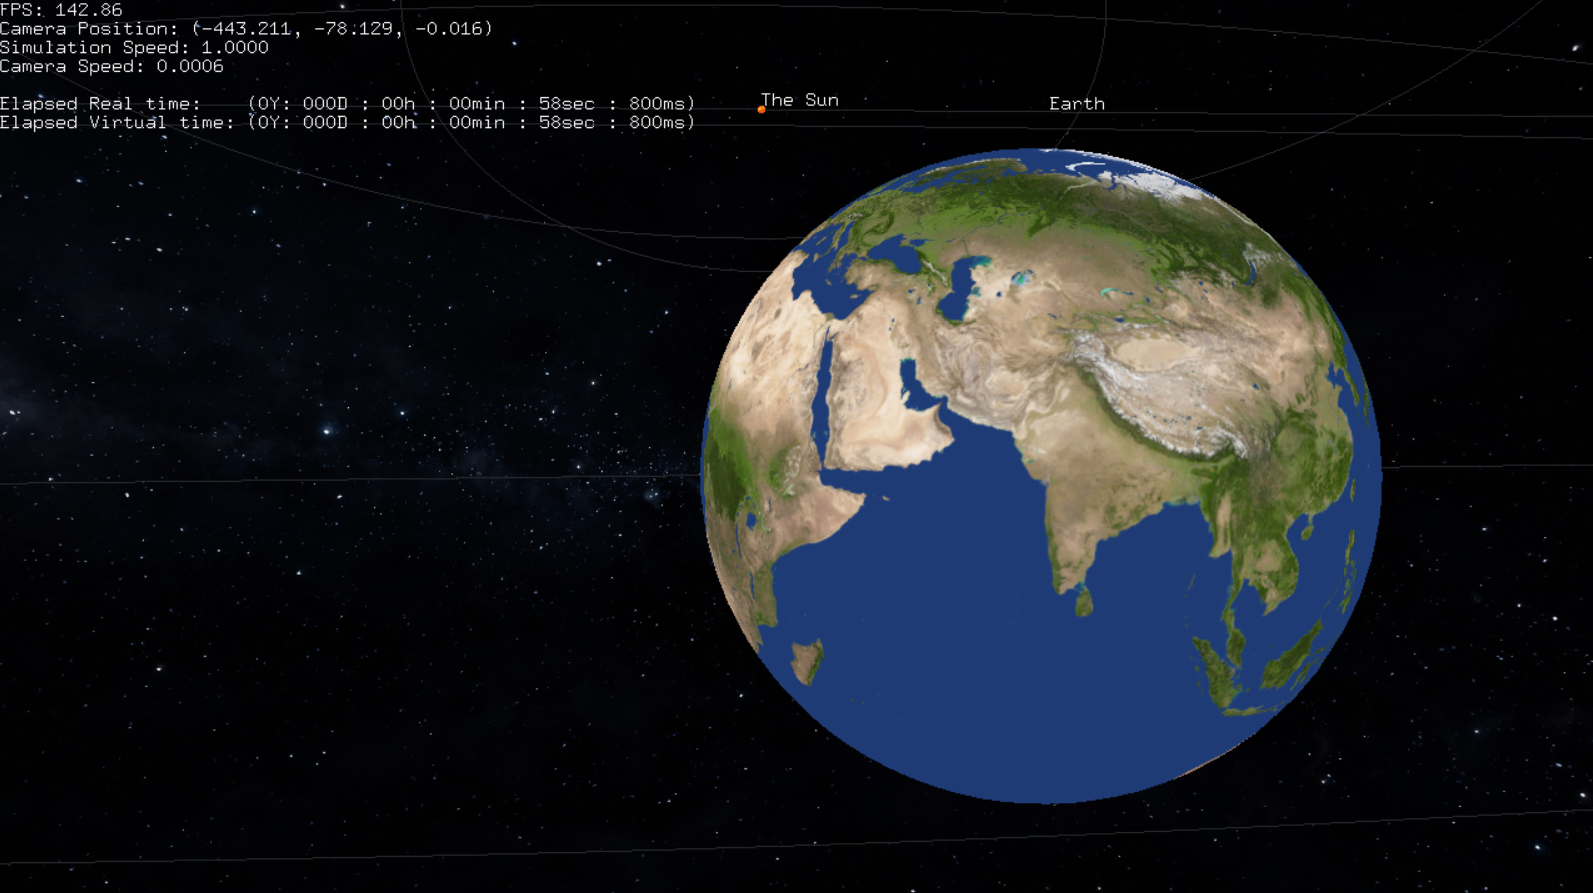 FPS: 142.86
Camera Position: (-443.211, -78.129, -0.016)
Simulation Speed: 1.0000
Camera Speed: 0.0006
Elapsed Real time: (0Y: 000D : 00h : 00min : 58sec : 800ms)
Elapsed Virtual time: (0Y: 000D : 00h : 00min : 58sec : 800ms)
The Sun
Earth